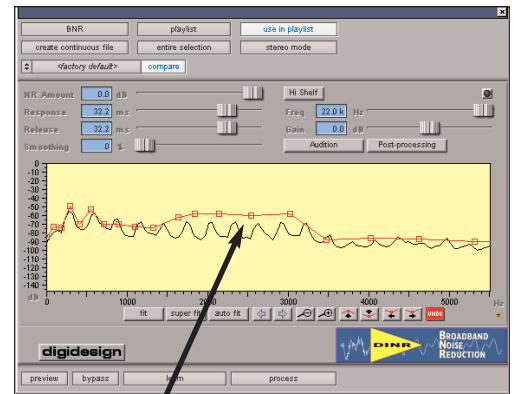 BNR playlist use in playlist
create continuous file entire selection stereo mode
<factory default> compare
NR Amount 0.0 dB Hi Shelf
Response 32.2 ms Freq 22.0 k Hz
Release 32.2 ms Gain 0.0 dB
Smoothing 0 % Audition Post-processing
0
-10
-20
-30
-40
-50
-60
-70
-80
-90
-100
-110
-120
-130
-140
dB 0 1000 2000 3000 4000 5000 Hz
fit super fit auto fit UNDO
digidesign DINR BROADBAND
NOISE
REDUCTION
preview bypass learn process